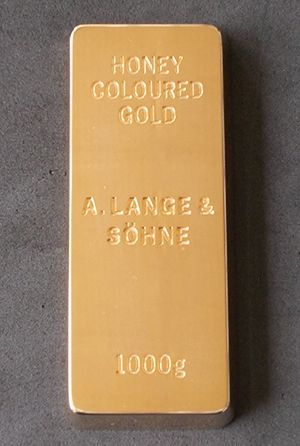 HONEY
COLOURED
GOLD
A. LANGE &
SÖHNE
1000g